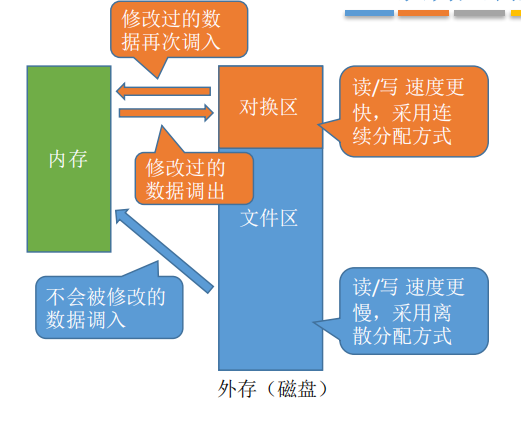 修改过的数
据再次调入
对换区
读/写 速度更
快，采用连
续分配方式
内存
修改过的
数据调出
文件区
不会被修改的
数据调入
读/写 速度更
慢，采用离
散分配方式
外存（磁盘）